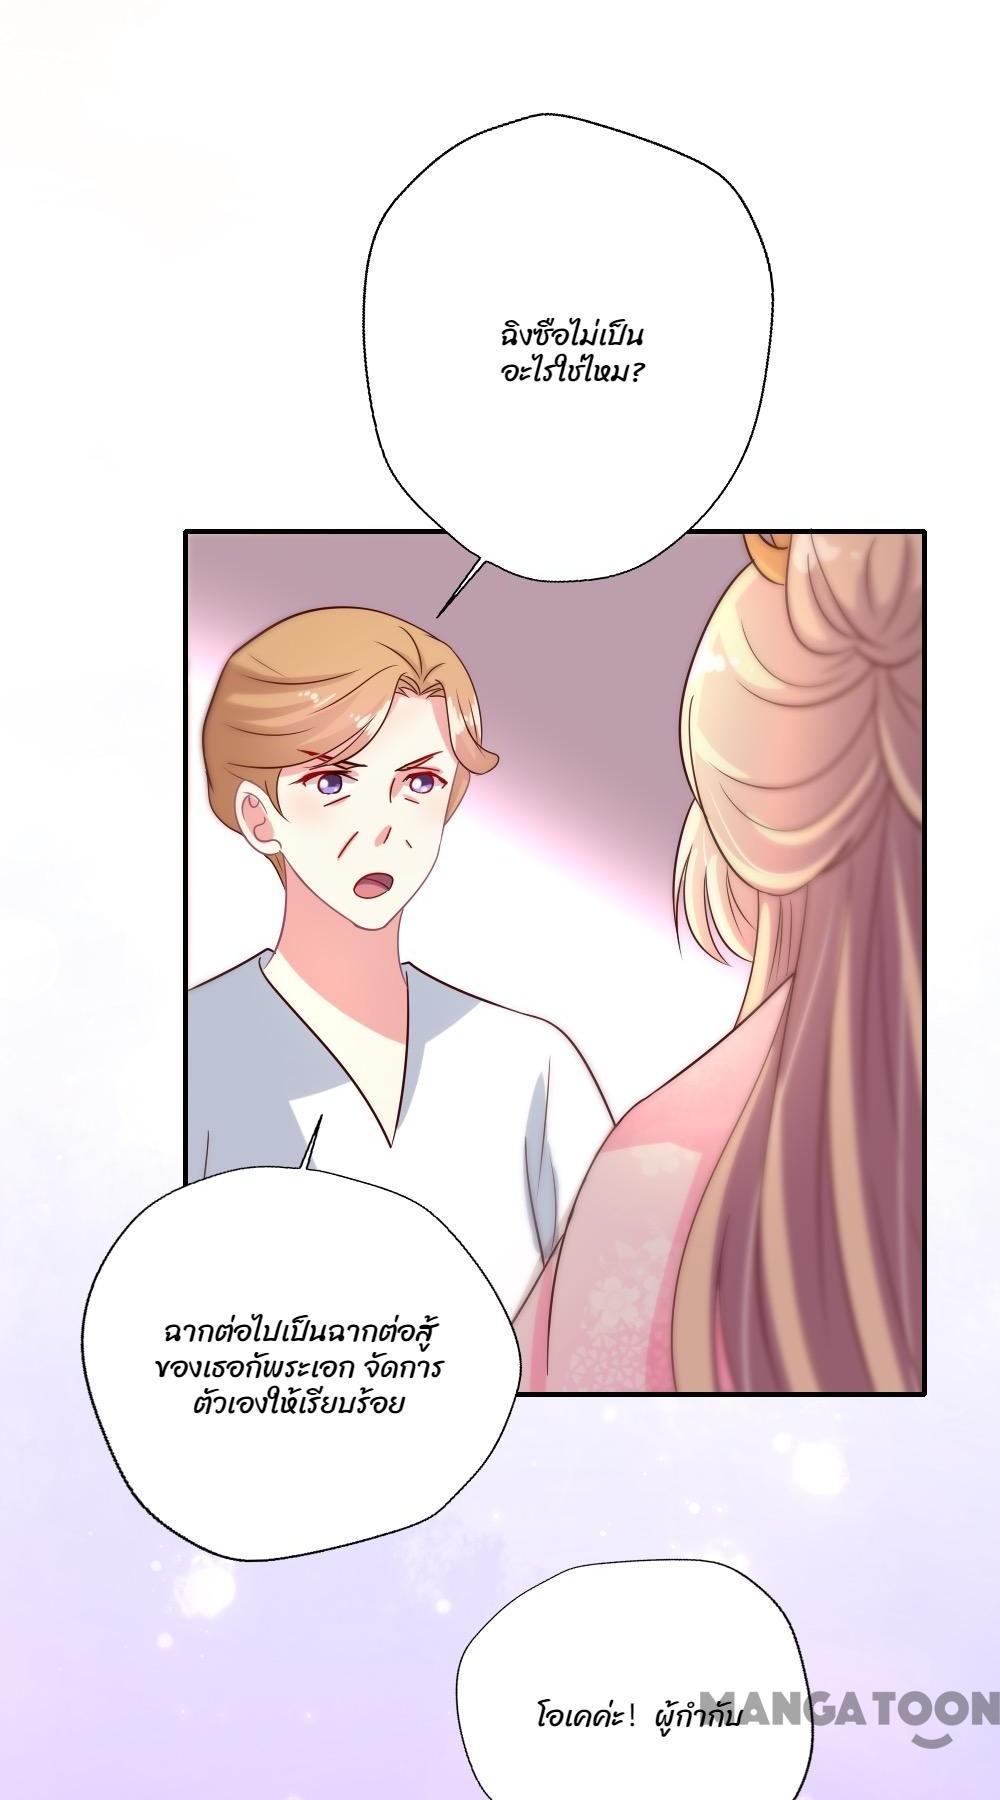 ฉิงซือไม่เป็น
อะไรใช่ไหม?
ฉากต่อไปเป็นฉากต่อสู้
ของเธอกับพระเอก จัดการ
ตัวเองให้เรียบร้อย
โอเคค่ะ! ผู้กำกับ
MANGATOON